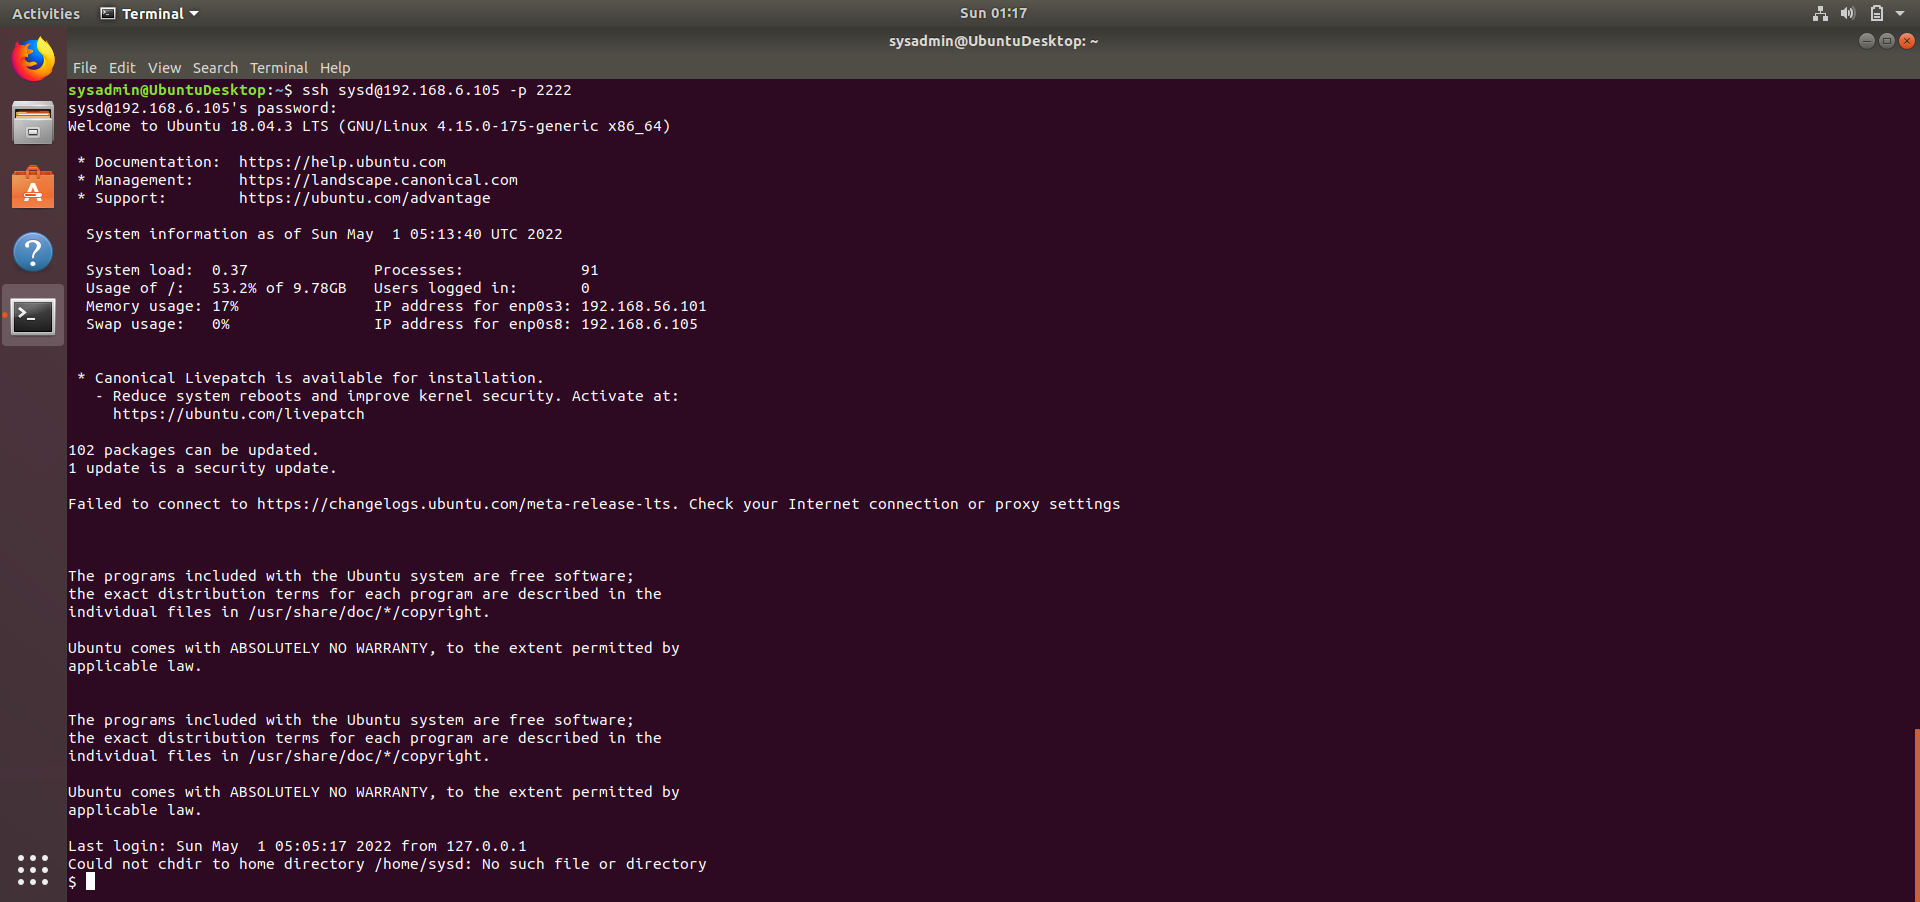 Activities Terminal Sun 01:17
sysadmin@UbuntuDesktop: ~
File Edit View Search Terminal Help
sysadmin@UbuntuDesktop:~$ ssh sysd@192.168.6.105 -p 2222
sysd@192.168.6.105's password:
Welcome to Ubuntu 18.04.3 LTS (GNU/Linux 4.15.0-175-generic x86_64)
* Documentation: https://help.ubuntu.com
* Management: https://landscape.canonical.com
* Support: https://ubuntu.com/advantage
System information as of Sun May 1 05:13:40 UTC 2022
System load: 0.37 Processes: 91
Usage of /: 53.2% of 9.78GB Users logged in: 0
Memory usage: 17% IP address for enp0s3: 192.168.56.101
Swap usage: 0% IP address for enp0s8: 192.168.6.105
* Canonical Livepatch is available for installation.
- Reduce system reboots and improve kernel security. Activate at:
https://ubuntu.com/livepatch
102 packages can be updated.
1 update is a security update.
Failed to connect to https://changelogs.ubuntu.com/meta-release-lts. Check your Internet connection or proxy settings
The programs included with the Ubuntu system are free software;
the exact distribution terms for each program are described in the
individual files in /usr/share/doc/*/copyright.
Ubuntu comes with ABSOLUTELY NO WARRANTY, to the extent permitted by
applicable law.
The programs included with the Ubuntu system are free software;
the exact distribution terms for each program are described in the
individual files in /usr/share/doc/*/copyright.
Ubuntu comes with ABSOLUTELY NO WARRANTY, to the extent permitted by
applicable law.
Last login: Sun May 1 05:05:17 2022 from 127.0.0.1
Could not chdir to home directory /home/sysd: No such file or directory
$